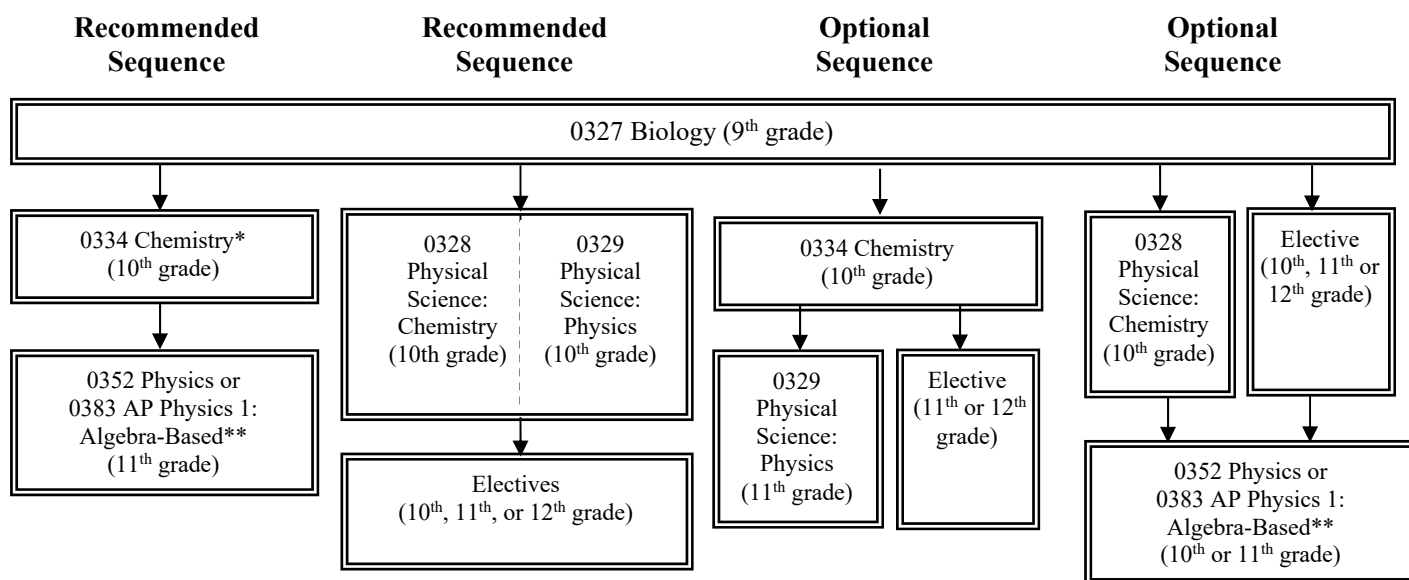 Recommended
Sequence
Recommended
Sequence
Optional
Sequence
Optional
Sequence
0327 Biology (9th grade)
0334 Chemistry*
(10th grade)
0352 Physics or
0383 AP Physics 1:
Algebra-Based**
(11th grade)
0328
Physical
Science:
Chemistry
(10th grade)
0329
Physical
Science:
Physics
(10th grade)
Electives
(10th, 11th, or 12th grade)
0334 Chemistry
(10th grade)
0329
Physical
Science:
Physics
(11th grade)
Elective
(11th or 12th
grade)
0328
Physical
Science:
Chemistry
(10th grade)
Elective
(10th, 11th or
12th grade)
0352 Physics or
0383 AP Physics 1:
Algebra-Based**
(10th or 11th grade)